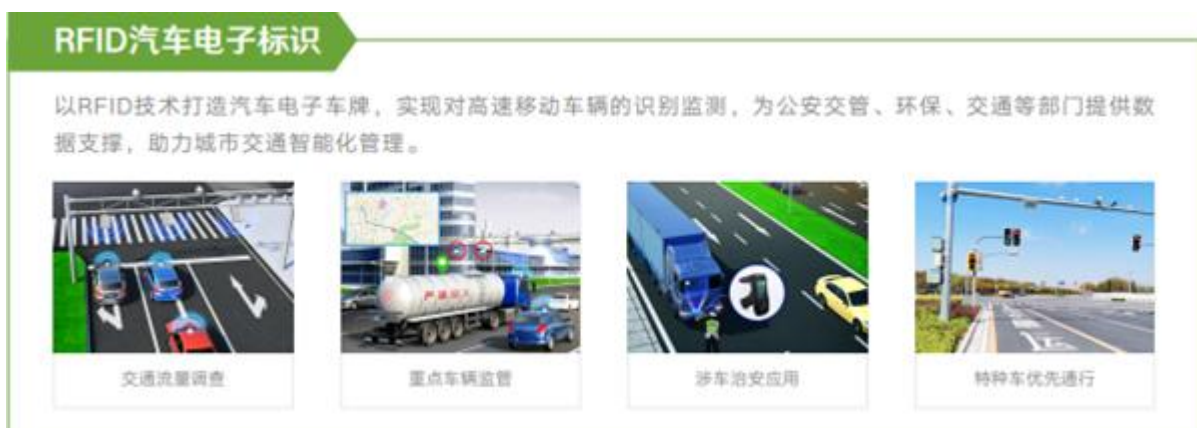 RFID汽车电子标识
以RFID技术打造汽车电子车牌，实现对高速移动车辆的识别监测，为公安交管、环保、交通等部门提供数
据支撑，助力城市交通智能化管理。
交通流量调查
重点车辆监管
涉车治安应用
特种车优先通行